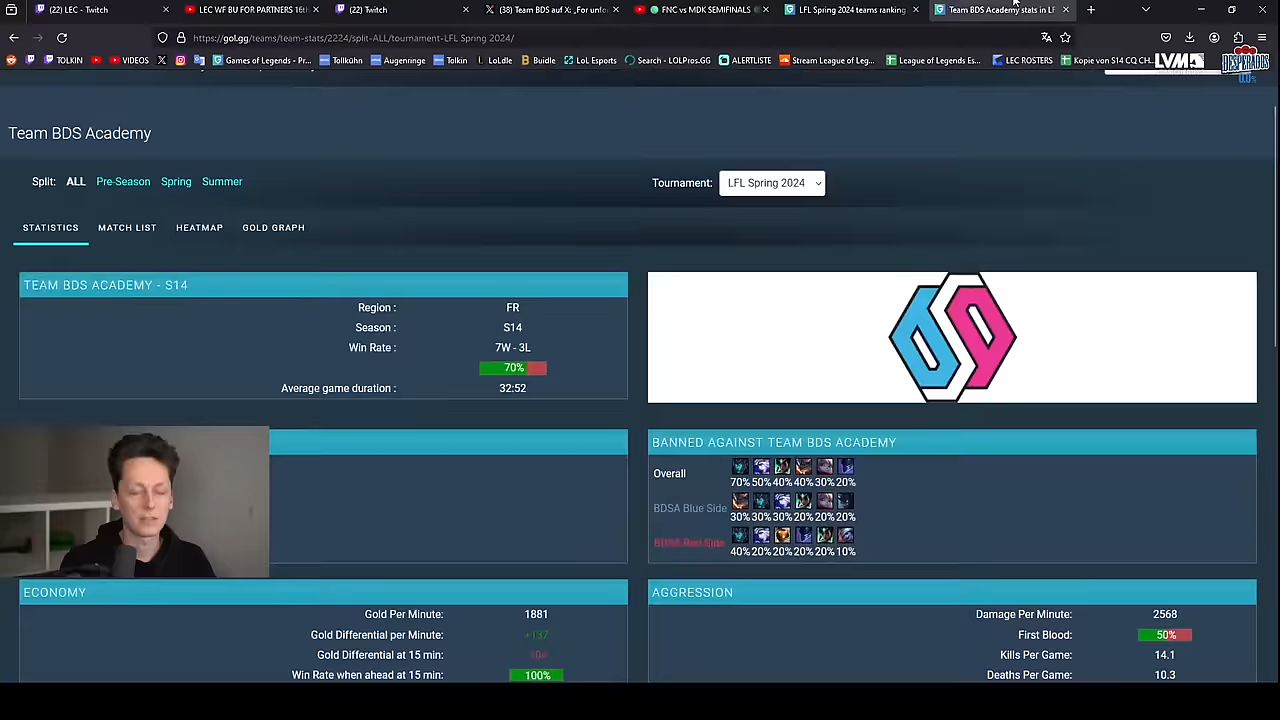 (22) LEC - Twitch
LEC WF BU FOR PARTNERS 16th
(22) Twitch
(38) Team BDS auf X: „For unfo
FNC vs MDK SEMIFINALS
LFL Spring 2024 teams ranking
Team BDS Academy stats in LF
https://gol.gg/teams/team-stats/2224/split-ALL/tournament-LFL Spring 2024/
TOLKIN
VIDEOS
Games of Legends - Pr...
Tollkühn
Augenringe
Tolkin
LoLdle
Buidle
LoL Esports
Search - LOLPros.GG
ALERTLISTE
Stream League of Leg...
League of Legends Es...
LEC ROSTERS
Kopie von S14 CQ CH...
LVM
DESPERADOS
0.0%
Team BDS Academy
Split: ALL Pre-Season Spring Summer
Tournament: LFL Spring 2024
STATISTICS MATCH LIST HEATMAP GOLD GRAPH
TEAM BDS ACADEMY - S14
Region : FR
Season : S14
Win Rate : 7W - 3L
70%
Average game duration : 32:52
BANNED AGAINST TEAM BDS ACADEMY
Overall
70% 50% 40% 40% 30% 20%
BDSA Blue Side
30% 30% 30% 20% 20% 20%
BDSA Red Side
40% 20% 20% 20% 20% 10%
ECONOMY
Gold Per Minute: 1881
Gold Differential per Minute: +137
Gold Differential at 15 min:
Win Rate when ahead at 15 min: 100%
AGGRESSION
Damage Per Minute: 2568
First Blood: 50%
Kills Per Game: 14.1
Deaths Per Game: 10.3